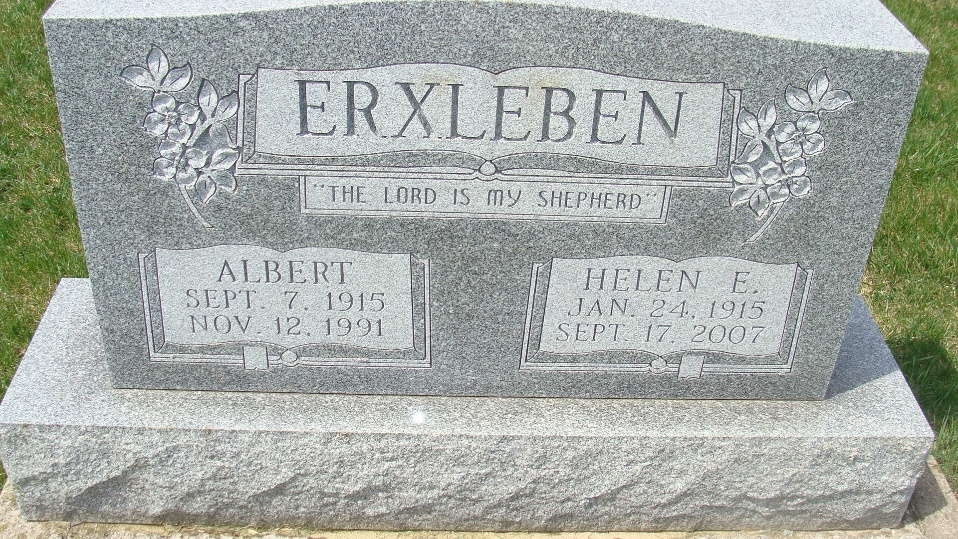 ERXLEBEN
"THE LORD IS MY SHEPHERD"
ALBERT
SEPT. 7, 1915
NOV. 12, 1991
HELEN E.
JAN. 24, 1915
SEPT. 17, 2007